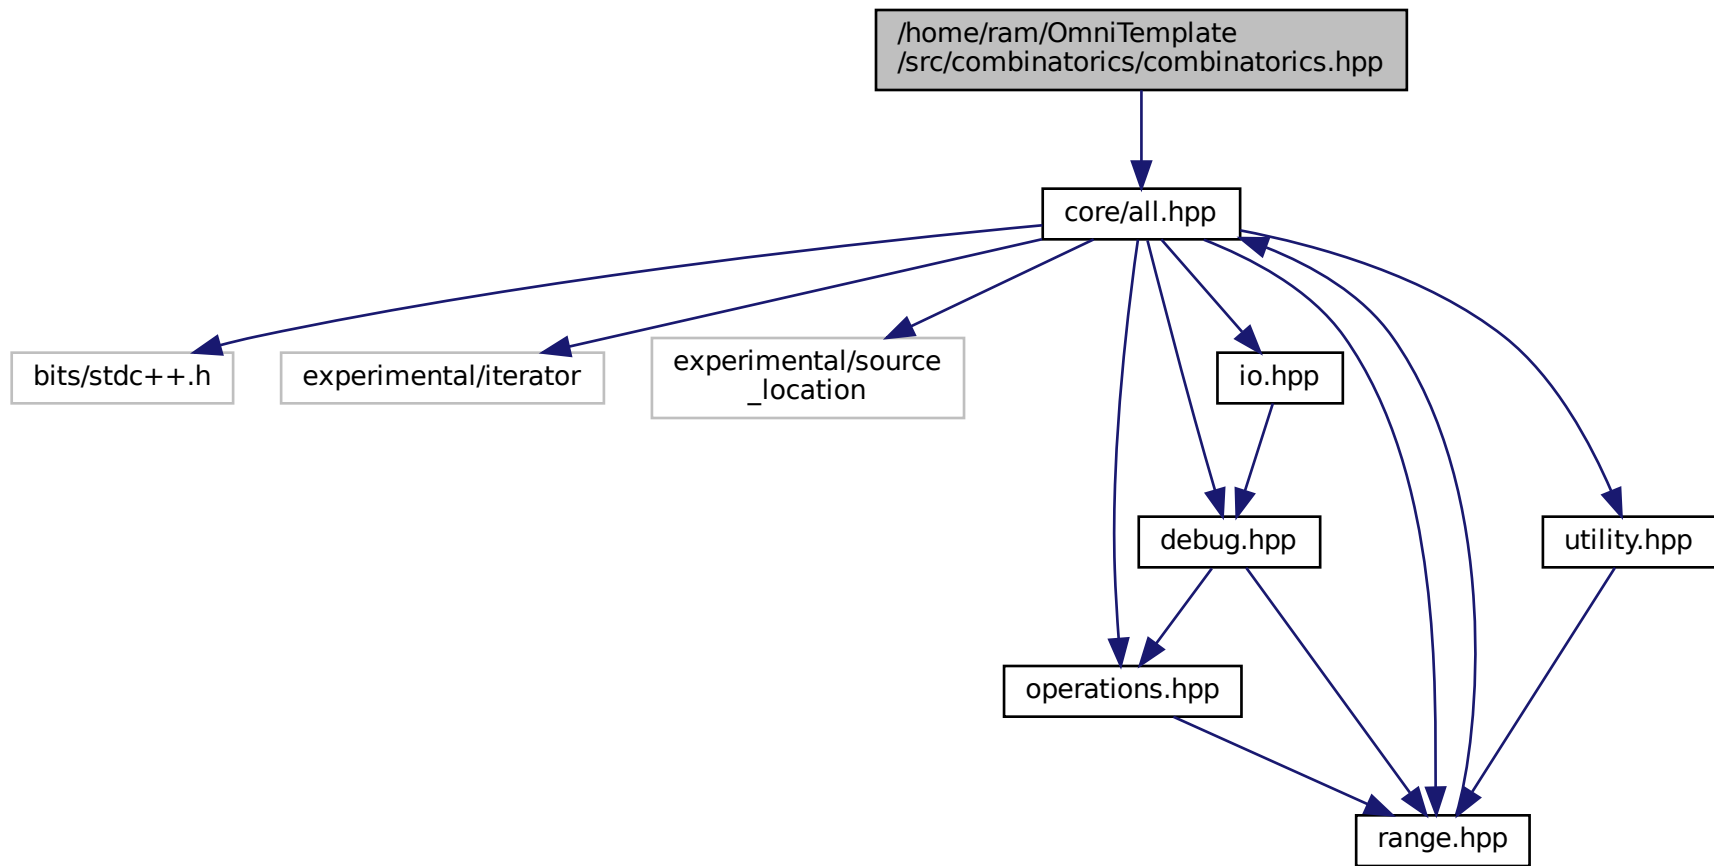 /home/ram/OmniTemplate
/src/combinatorics/combinatorics.hpp
core/all.hpp
bits/stdc++.h
experimental/iterator
experimental/source
_location
io.hpp
debug.hpp
utility.hpp
operations.hpp
range.hpp